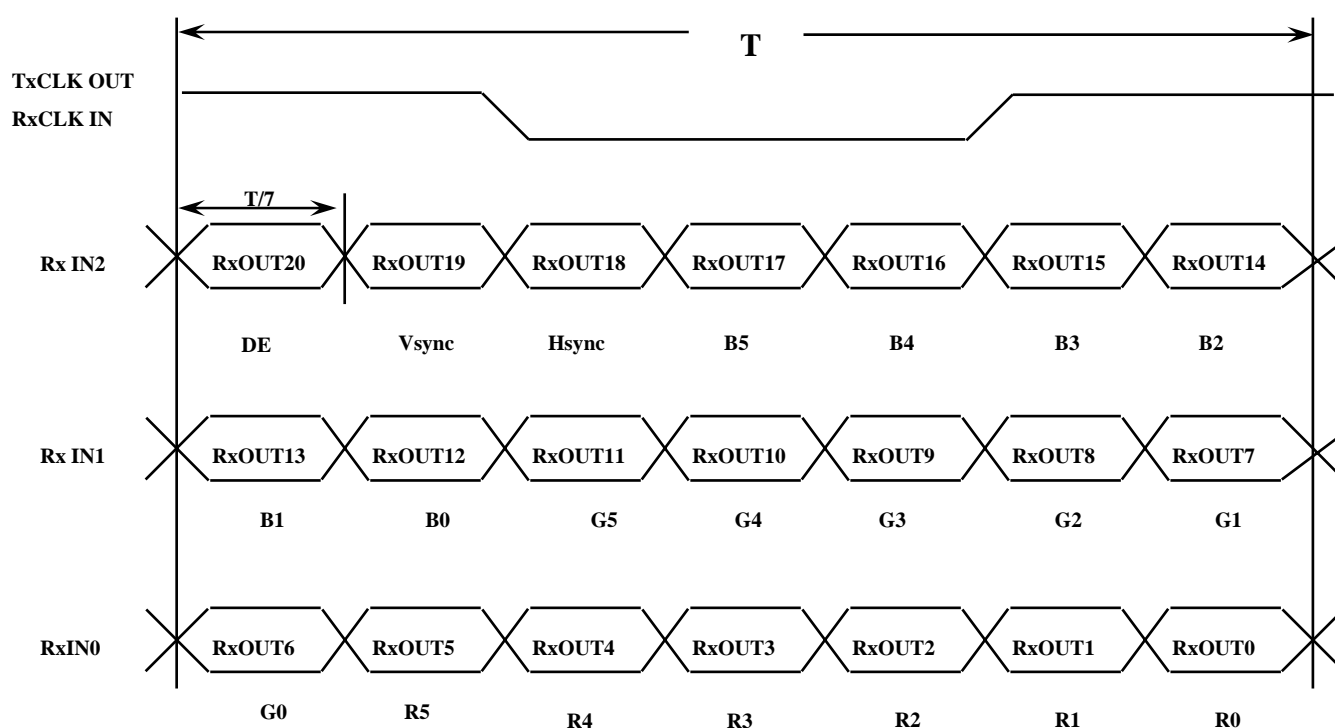 T
TxCLK OUT
RxCLK IN
T/7
Rx IN2 RxOUT20 RxOUT19 RxOUT18 RxOUT17 RxOUT16 RxOUT15 RxOUT14
DE Vsync Hsync B5 B4 B3 B2
Rx IN1 RxOUT13 RxOUT12 RxOUT11 RxOUT10 RxOUT9 RxOUT8 RxOUT7
B1 B0 G5 G4 G3 G2 G1
RxIN0 RxOUT6 RxOUT5 RxOUT4 RxOUT3 RxOUT2 RxOUT1 RxOUT0
G0 R5 R4 R3 R2 R1 R0